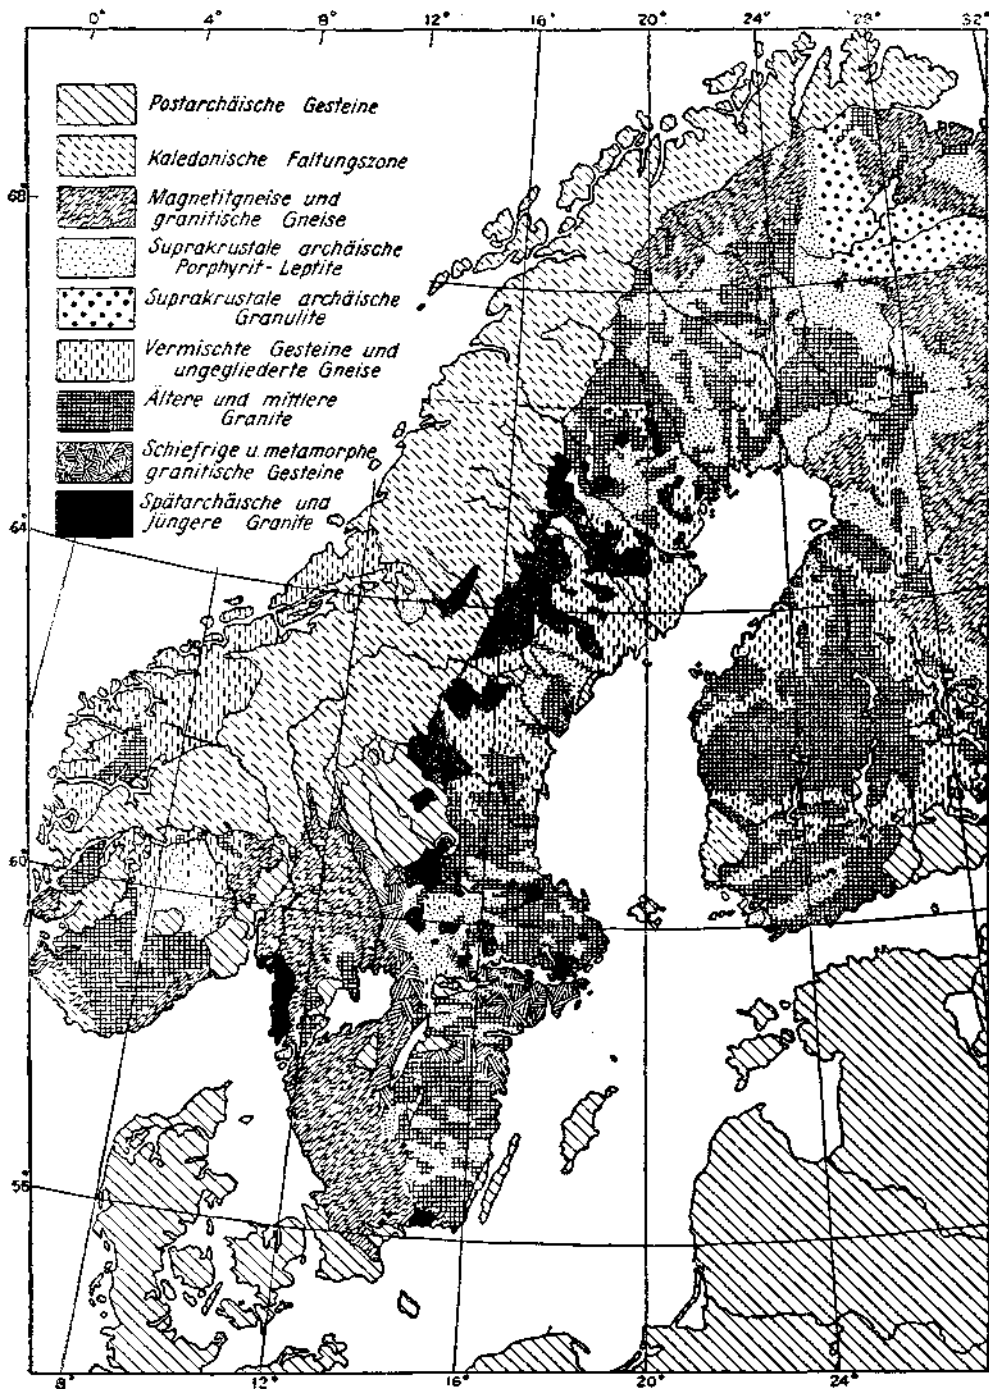 0° 4° 8° 12° 16° 20° 24° 28° 32°
Postarchäische Gesteine
Kaledonische Faltungszone
68°
Magnetitgneise und
granitische Gneise
Suprakrustale archäische
Porphyrit-Leptite
Suprakrustale archäische
Granulite
Vermischte Gesteine und
ungegliederte Gneise
Ältere und mittlere
Granite
Schiefrige u. metamorphe
granitische Gesteine
Spätarchäische und
jüngere Granite
64°
60°
56°
8° 12° 16° 20° 24°